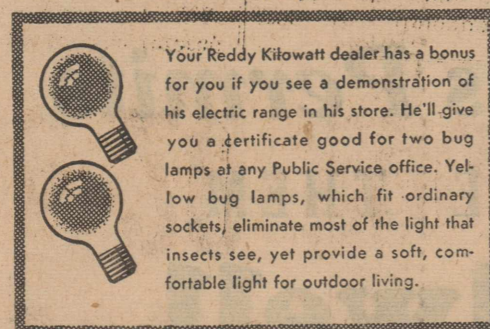 Your Reddy Kilowatt dealer has a bonus
for you if you see a demonstration of
his electric range in his store. He'll give
you a certificate good for two bug
lamps at any Public Service office. Yel-
low bug lamps, which fit ordinary
sockets, eliminate most of the light that
insects see, yet provide a soft, com-
fortable light for outdoor living.